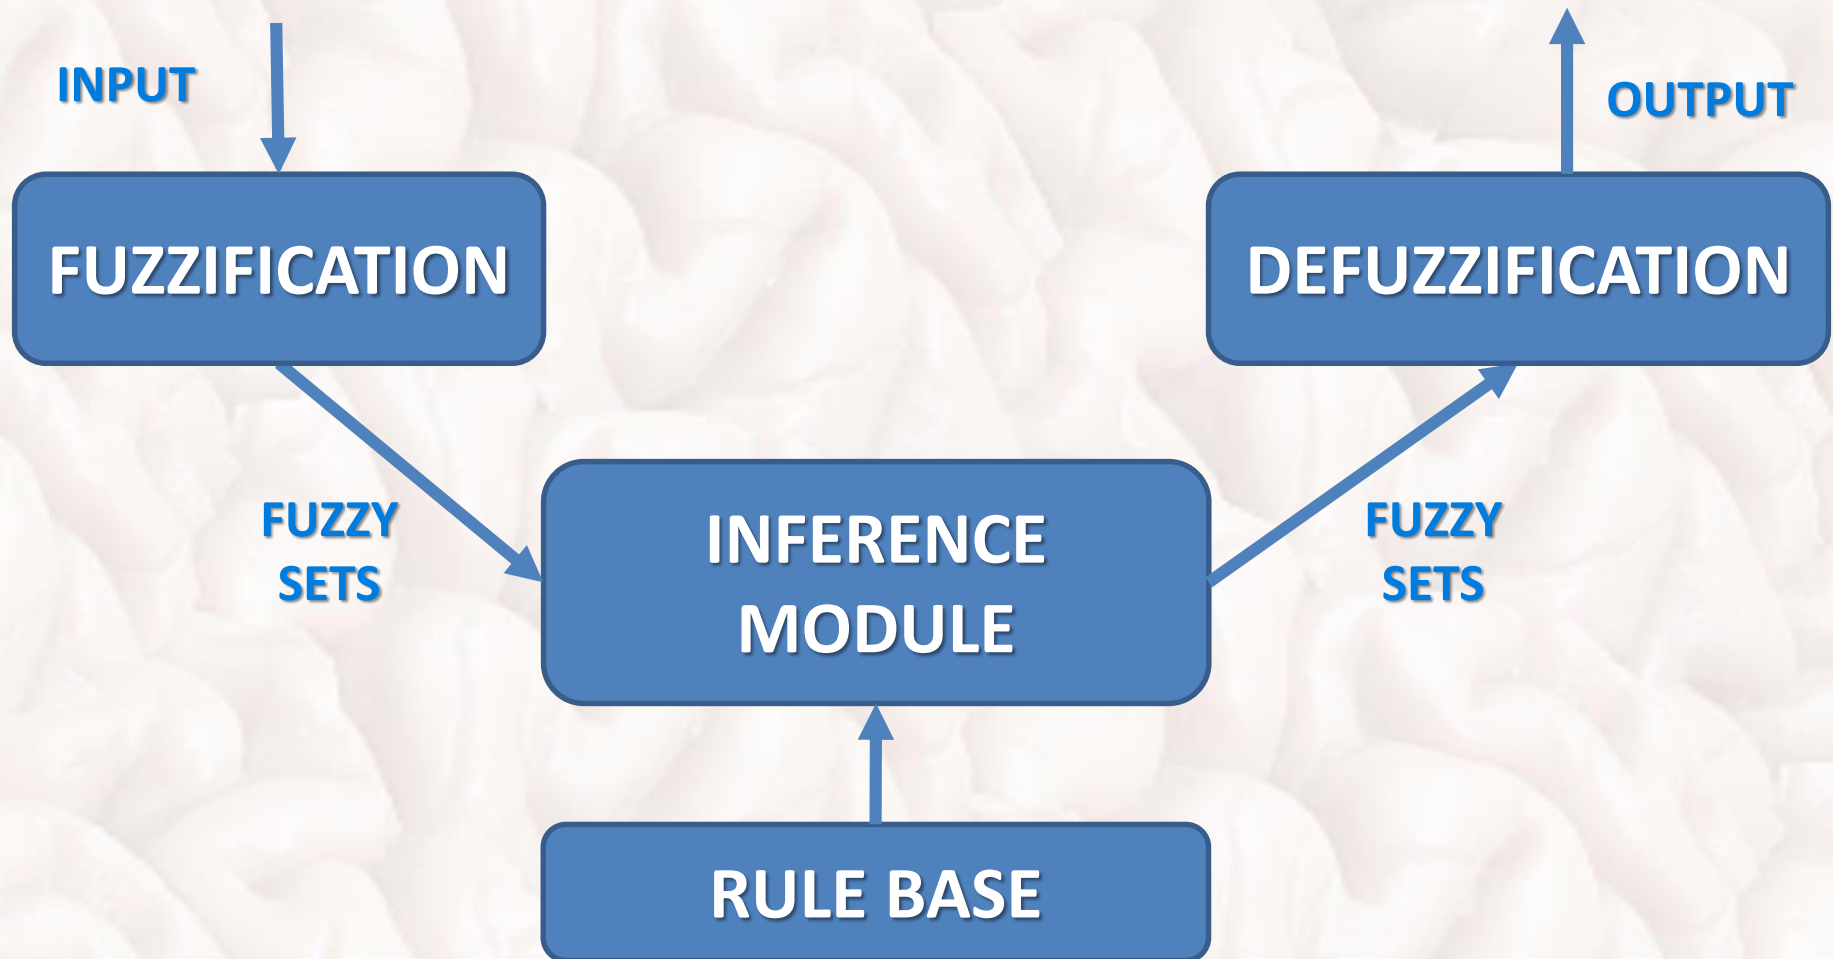 INPUT
OUTPUT
FUZZIFICATION
DEFUZZIFICATION
FUZZY
SETS
INFERENCE
MODULE
FUZZY
SETS
RULE BASE